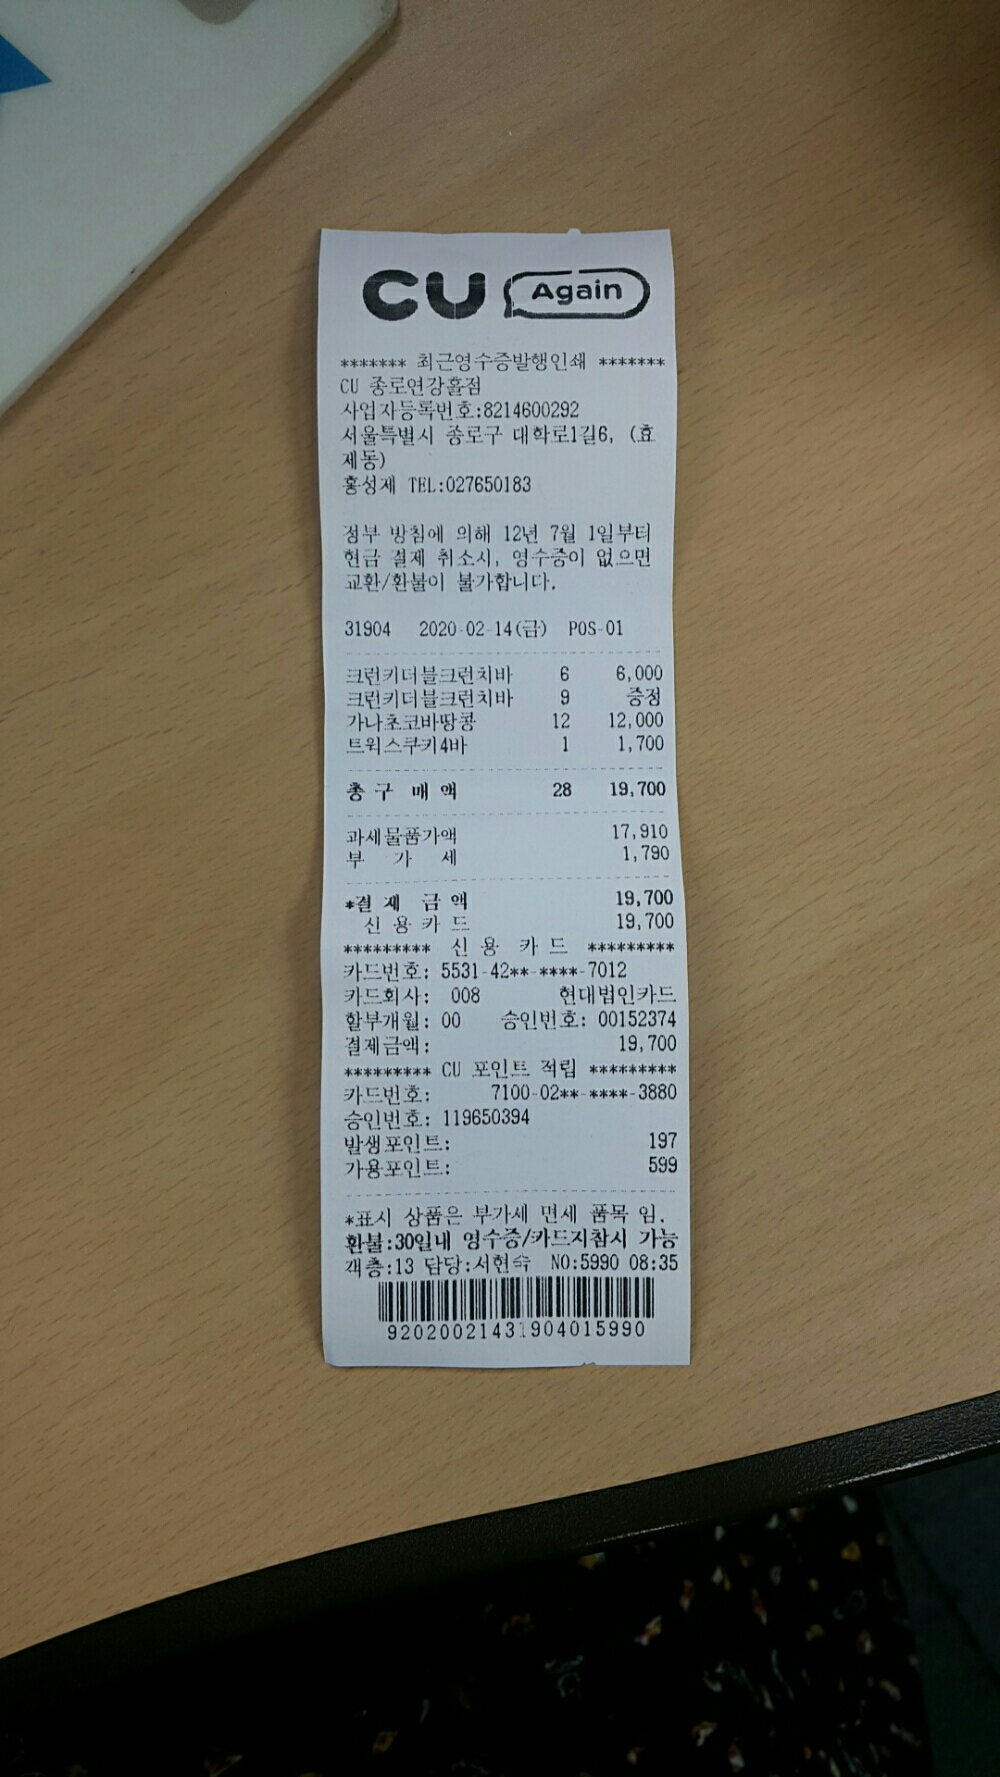 CU Again
******* 최근영수증발행인쇄 *******
CU 종로연강홀점
사업자등록번호:8214600292
서울특별시 종로구 대학로1길6, (효
제동)
홍성제 TEL:027650183
정부 방침에 의해 12년 7월 1일부터
현금 결제 취소시, 영수증이 없으면
교환/환불이 불가합니다.
31904 2020-02-14(금) POS-01
크런키더블크런치바 6 6,000
크런키더블크런치바 9 증정
가나초코바땅콩 12 12,000
트윅스쿠키4바 1 1,700
총 구 매 액 28 19,700
과세물품가액 17,910
부 가 세 1,790
*결 제 금 액 19,700
신 용 카 드 19,700
********* 신 용 카 드 *********
카드번호: 5531-42**-****-7012
카드회사: 008 현대법인카드
할부개월: 00 승인번호: 00152374
결제금액: 19,700
********* CU 포인트 적립 *********
카드번호: 7100-02**-****-3880
승인번호: 119650394
발생포인트: 197
가용포인트: 599
*표시 상품은 부가세 면세 품목 임.
환불:30일내 영수증/카드지참시 가능
객층:13 담당:서현숙 NO:5990 08:35
92020021431904015990